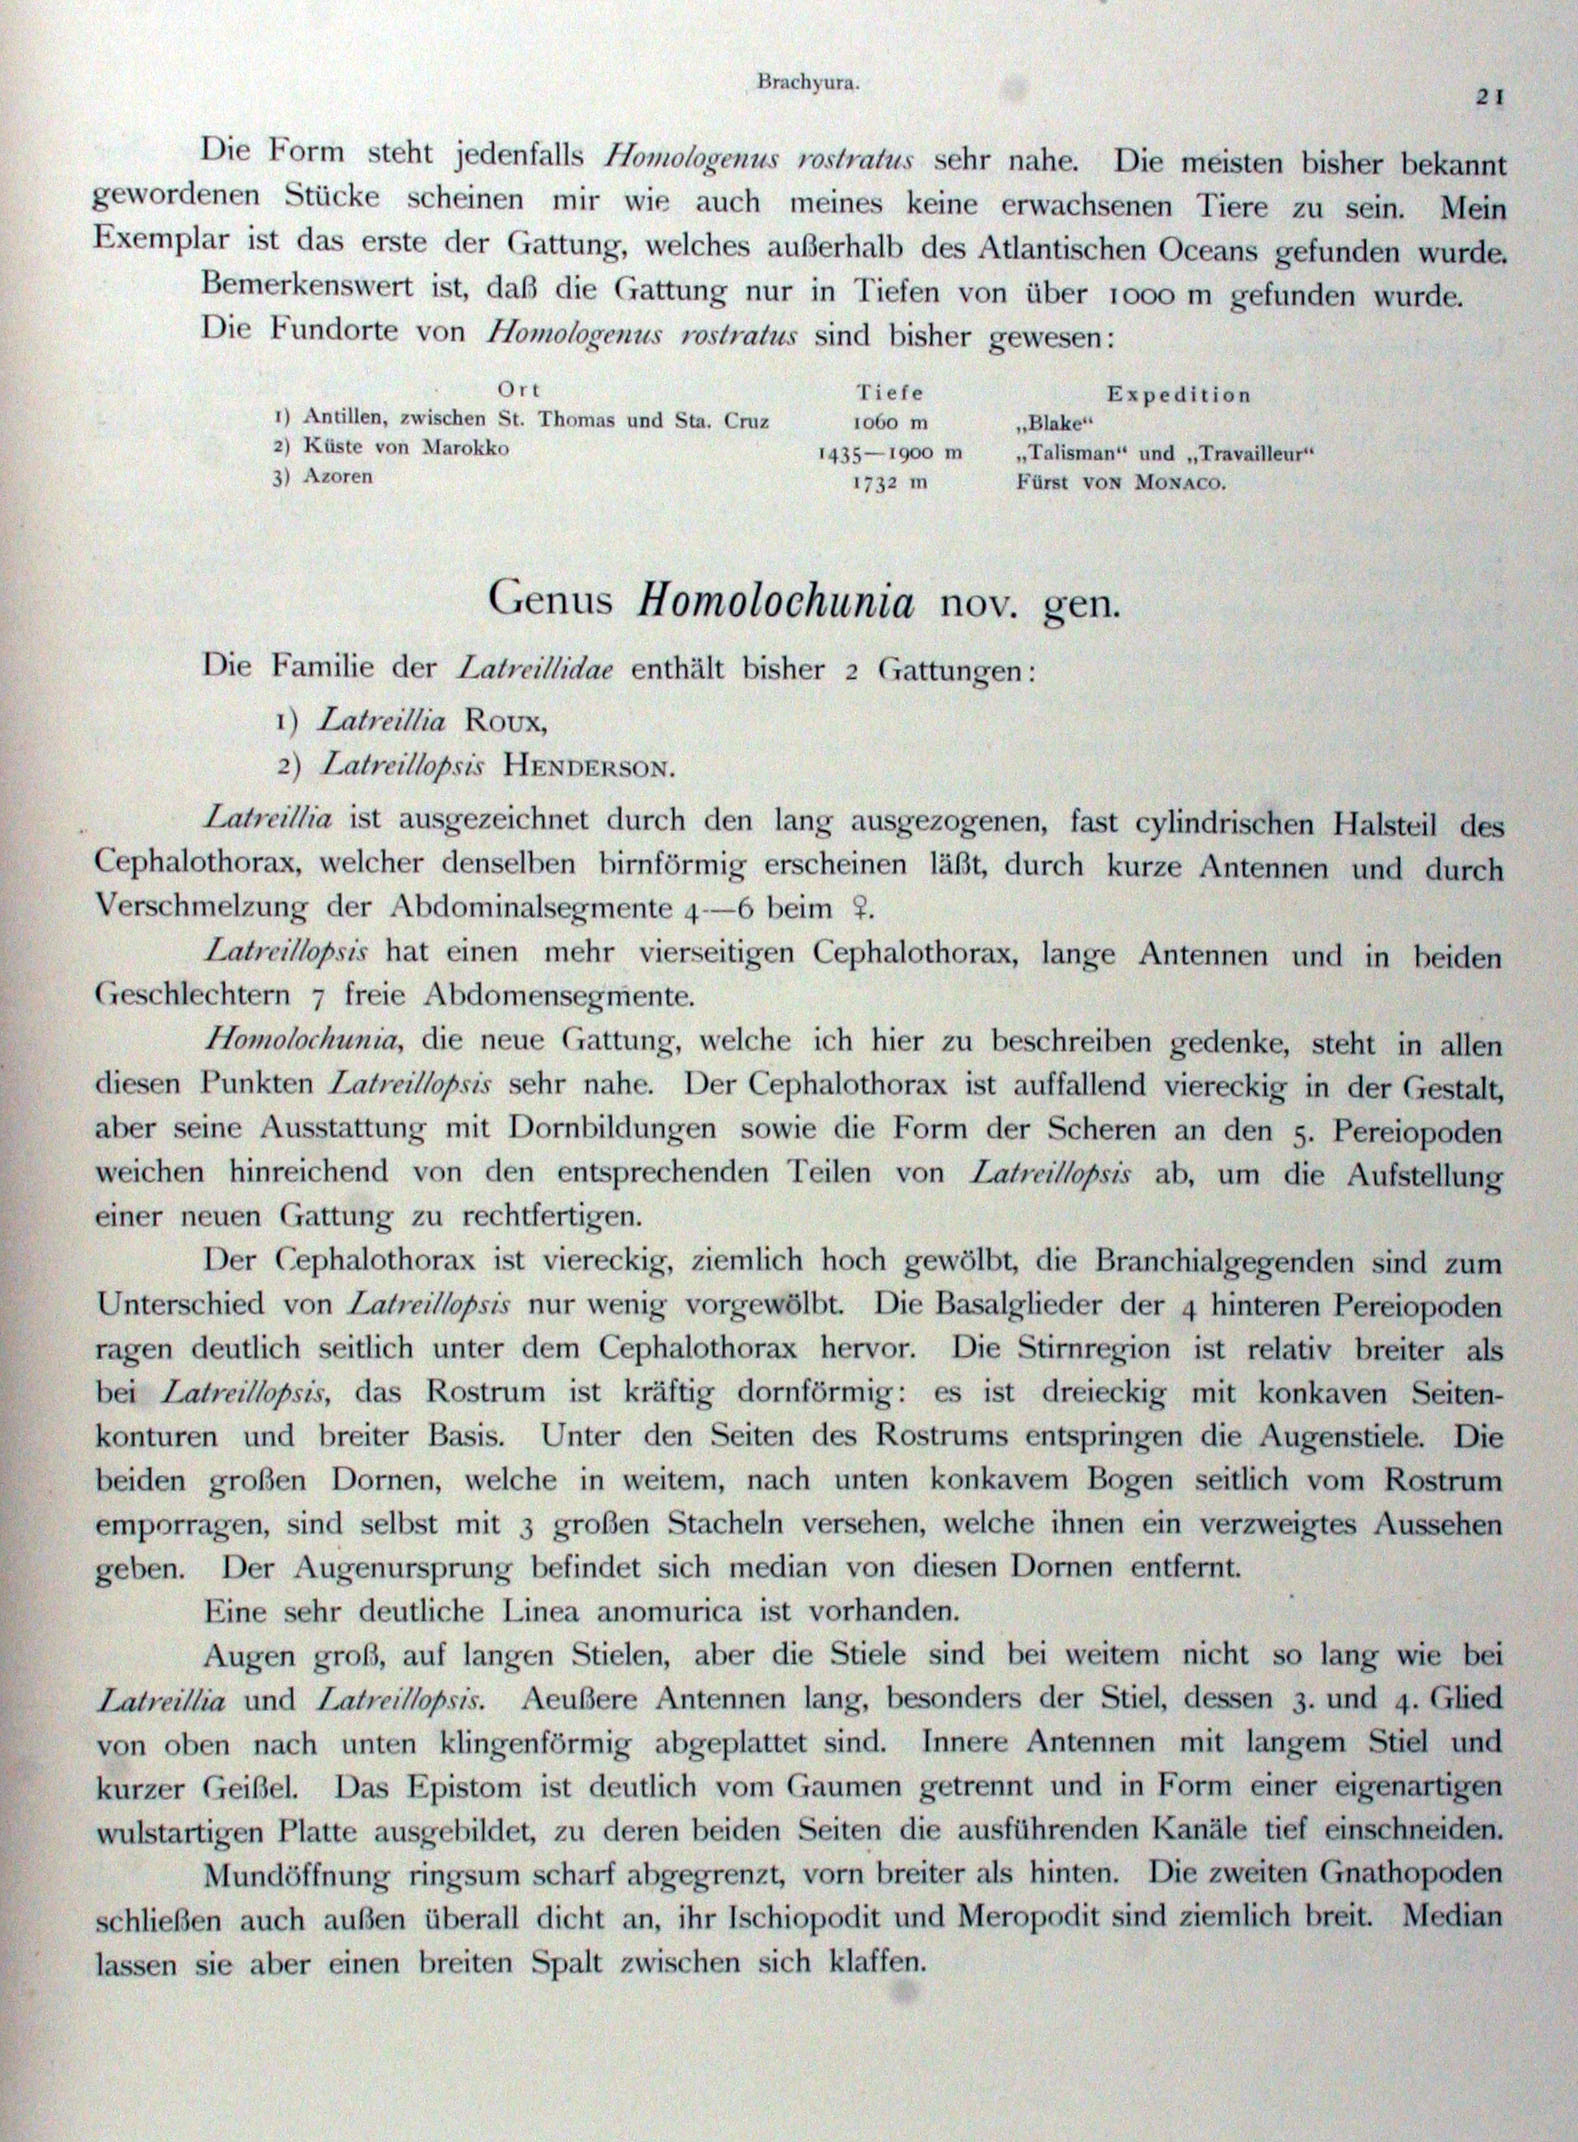 Brachyura.
21
Die Form steht jedenfalls Homologenus rostratus sehr nahe. Die meisten bisher bekannt
gewordenen Stücke scheinen mir wie auch meines keine erwachsenen Tiere zu sein. Mein
Exemplar ist das erste der Gattung, welches außerhalb des Atlantischen Oceans gefunden wurde.
Bemerkenswert ist, daß die Gattung nur in Tiefen von über 1000 m gefunden wurde.
Die Fundorte von Homologenus rostratus sind bisher gewesen:
Ort Tiefe Expedition
1) Antillen, zwischen St. Thomas und Sta. Cruz 1060 m „Blake“
2) Küste von Marokko 1435—1900 m „Talisman“ und „Travailleur“
3) Azoren 1732 m Fürst von Monaco.
Genus Homolochunia nov. gen.
Die Familie der Latreillidae enthält bisher 2 Gattungen:
1) Latreillia Roux,
2) Latreillopsis Henderson.
Latreillia ist ausgezeichnet durch den lang ausgezogenen, fast cylindrischen Halsteil des
Cephalothorax, welcher denselben birnförmig erscheinen läßt, durch kurze Antennen und durch
Verschmelzung der Abdominalsegmente 4—6 beim ♀.
Latreillopsis hat einen mehr vierseitigen Cephalothorax, lange Antennen und in beiden
Geschlechtern 7 freie Abdomensegmente.
Homolochunia, die neue Gattung, welche ich hier zu beschreiben gedenke, steht in allen
diesen Punkten Latreillopsis sehr nahe. Der Cephalothorax ist auffallend viereckig in der Gestalt,
aber seine Ausstattung mit Dornbildungen sowie die Form der Scheren an den 5. Pereiopoden
weichen hinreichend von den entsprechenden Teilen von Latreillopsis ab, um die Aufstellung
einer neuen Gattung zu rechtfertigen.
Der Cephalothorax ist viereckig, ziemlich hoch gewölbt, die Branchialgegenden sind zum
Unterschied von Latreillopsis nur wenig vorgewölbt. Die Basalglieder der 4 hinteren Pereiopoden
ragen deutlich seitlich unter dem Cephalothorax hervor. Die Stirnregion ist relativ breiter als
bei Latreillopsis, das Rostrum ist kräftig dornförmig: es ist dreieckig mit konkaven Seiten-
konturen und breiter Basis. Unter den Seiten des Rostrums entspringen die Augenstiele. Die
beiden großen Dornen, welche in weitem, nach unten konkavem Bogen seitlich vom Rostrum
emporragen, sind selbst mit 3 großen Stacheln versehen, welche ihnen ein verzweigtes Aussehen
geben. Der Augenursprung befindet sich median von diesen Dornen entfernt.
Eine sehr deutliche Linea anomurica ist vorhanden.
Augen groß, auf langen Stielen, aber die Stiele sind bei weitem nicht so lang wie bei
Latreillia und Latreillopsis. Aeußere Antennen lang, besonders der Stiel, dessen 3. und 4. Glied
von oben nach unten klingenförmig abgeplattet sind. Innere Antennen mit langem Stiel und
kurzer Geißel. Das Epistom ist deutlich vom Gaumen getrennt und in Form einer eigenartigen
wulstartigen Platte ausgebildet, zu deren beiden Seiten die ausführenden Kanäle tief einschneiden.
Mundöffnung ringsum scharf abgegrenzt, vorn breiter als hinten. Die zweiten Gnathopoden
schließen auch außen überall dicht an, ihr Ischiopodit und Meropodit sind ziemlich breit. Median
lassen sie aber einen breiten Spalt zwischen sich klaffen.